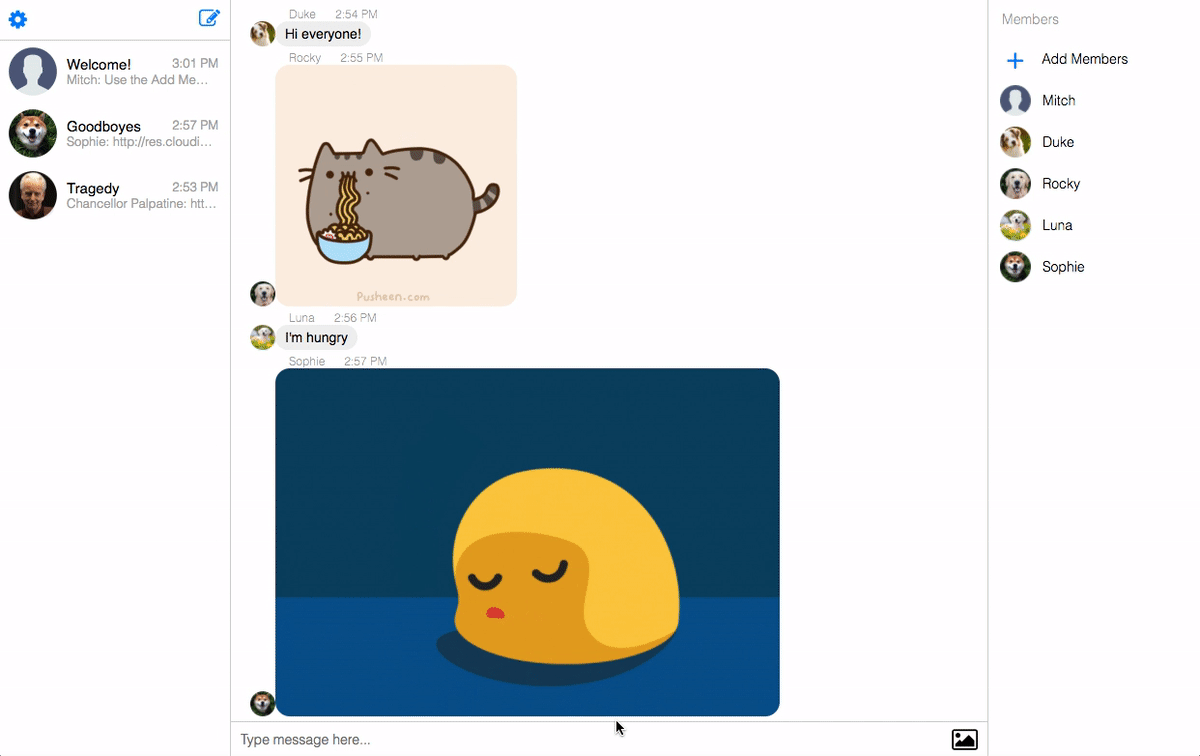 Welcome! 3:01 PM
Mitch: Use the Add Me…
Goodboyes 2:57 PM
Sophie: http://res.cloudi…
Tragedy 2:53 PM
Chancellor Palpatine: htt…
Duke 2:54 PM
Hi everyone!
Rocky 2:55 PM
Pusheen.com
Luna 2:56 PM
I'm hungry
Sophie 2:57 PM
Type message here...
Members
Add Members
Mitch
Duke
Rocky
Luna
Sophie